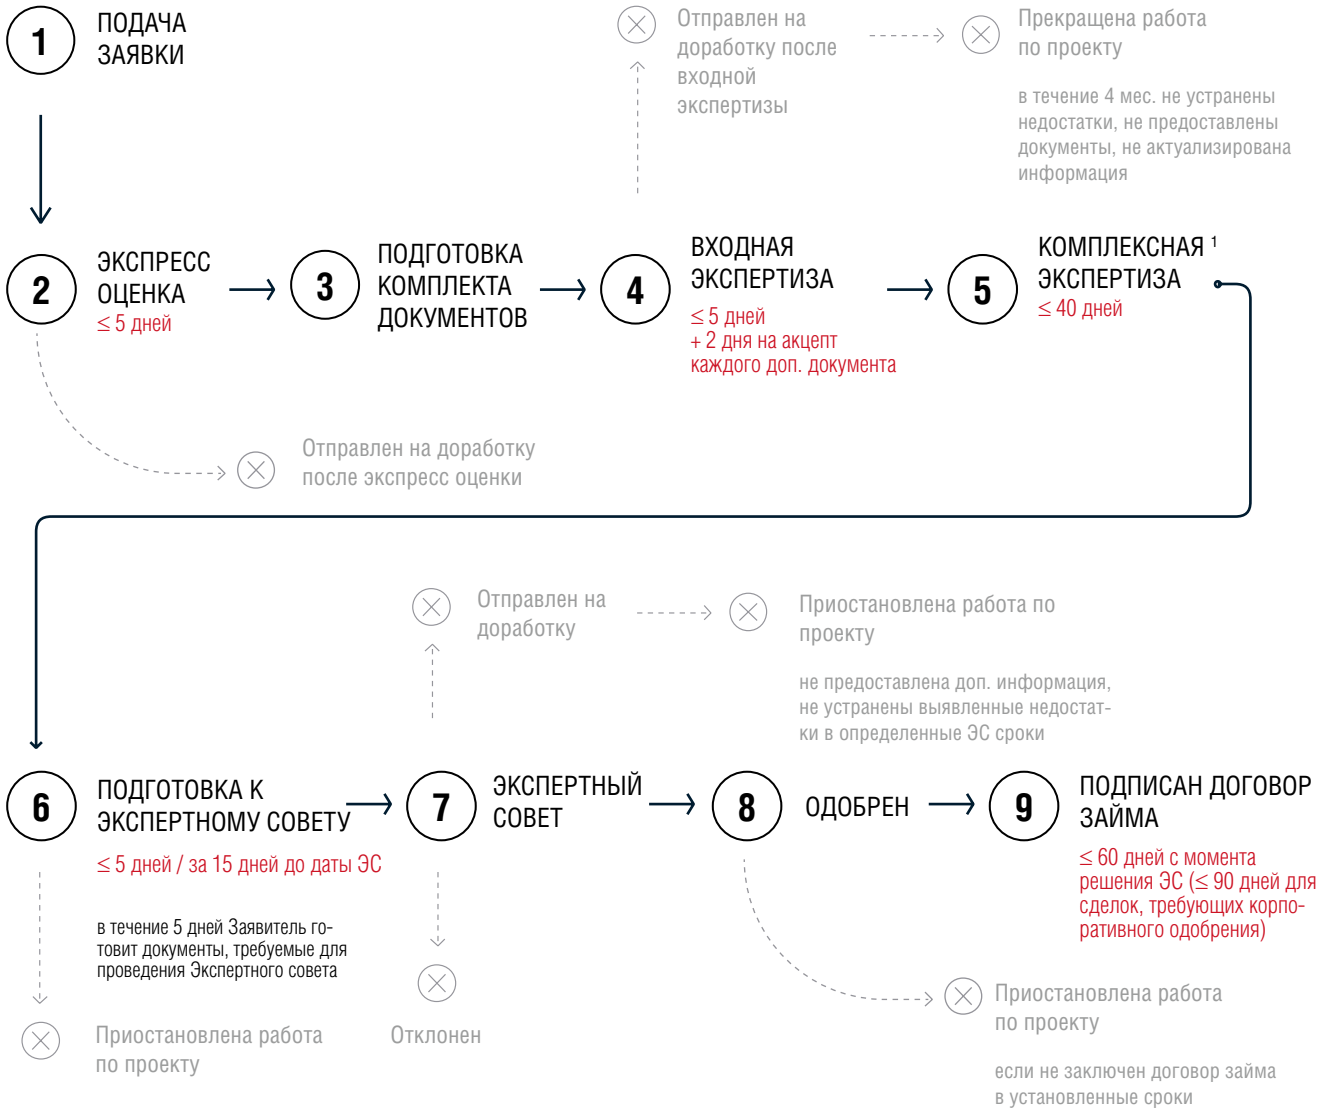 1
ПОДАЧА
ЗАЯВКИ
Отправлен на
доработку после
входной
экспертизы
Прекращена работа
по проекту
в течение 4 мес. не устранены
недостатки, не предоставлены
документы, не актуализирована
информация
2
ЭКСПРЕСС
ОЦЕНКА
≤ 5 дней
3
ПОДГОТОВКА
КОМПЛЕКТА
ДОКУМЕНТОВ
4
ВХОДНАЯ
ЭКСПЕРТИЗА
≤ 5 дней
+ 2 дня на акцепт
каждого доп. документа
5
КОМПЛЕКСНАЯ ¹
ЭКСПЕРТИЗА
≤ 40 дней
Отправлен на доработку
после экспресс оценки
Отправлен на
доработку
Приостановлена работа по
проекту
не предоставлена доп. информация,
не устранены выявленные недостат-
ки в определенные ЭС сроки
6
ПОДГОТОВКА К
ЭКСПЕРТНОМУ СОВЕТУ
≤ 5 дней / за 15 дней до даты ЭС
в течение 5 дней Заявитель го-
товит документы, требуемые для
проведения Экспертного совета
7
ЭКСПЕРТНЫЙ
СОВЕТ
8
ОДОБРЕН
9
ПОДПИСАН ДОГОВОР
ЗАЙМА
≤ 60 дней с момента
решения ЭС (≤ 90 дней для
сделок, требующих корпо-
ративного одобрения)
Приостановлена работа
по проекту
Отклонен
Приостановлена работа
по проекту
если не заключен договор займа
в установленные сроки